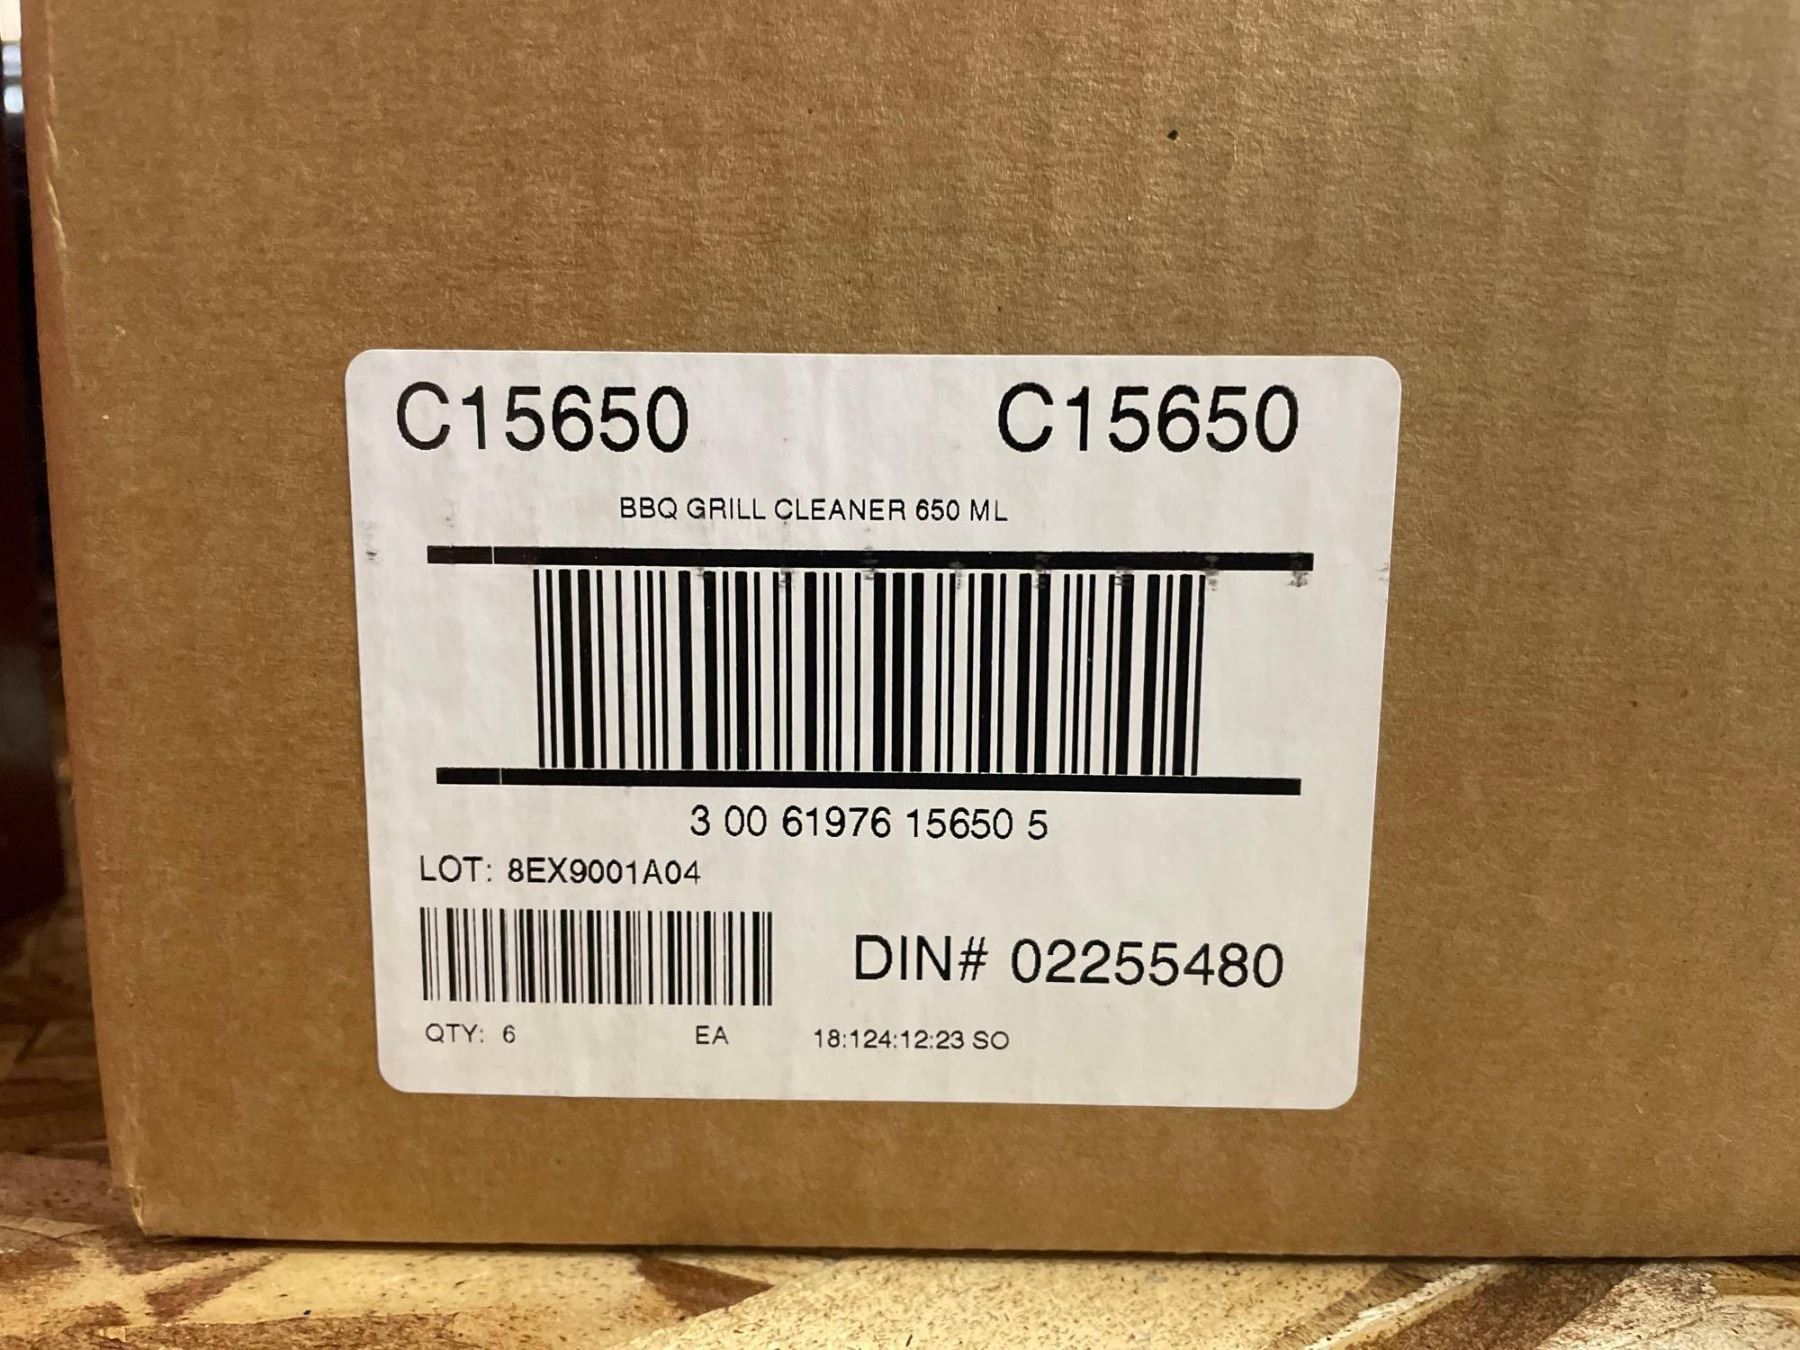 C15650 C15650
BBQ GRILL CLEANER 650 ML
3 00 61976 15650 5
LOT: 8EX9001A04
DIN# 02255480
QTY: 6 EA 18:124:12:23 SO